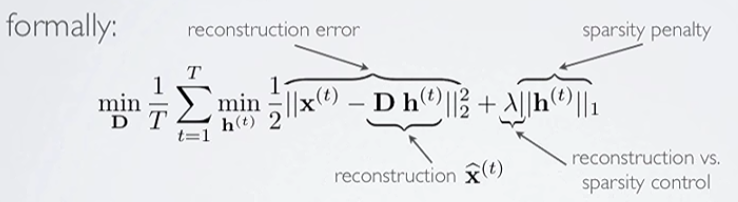 formally:
reconstruction error
sparsity penalty
min_D 1/T ∑_{t=1}^{T} min_{h^(t)} 1/2 ||x^(t) − D h^(t)||_2^2 + λ||h^(t)||_1
reconstruction x̂^(t)
reconstruction vs.
sparsity control